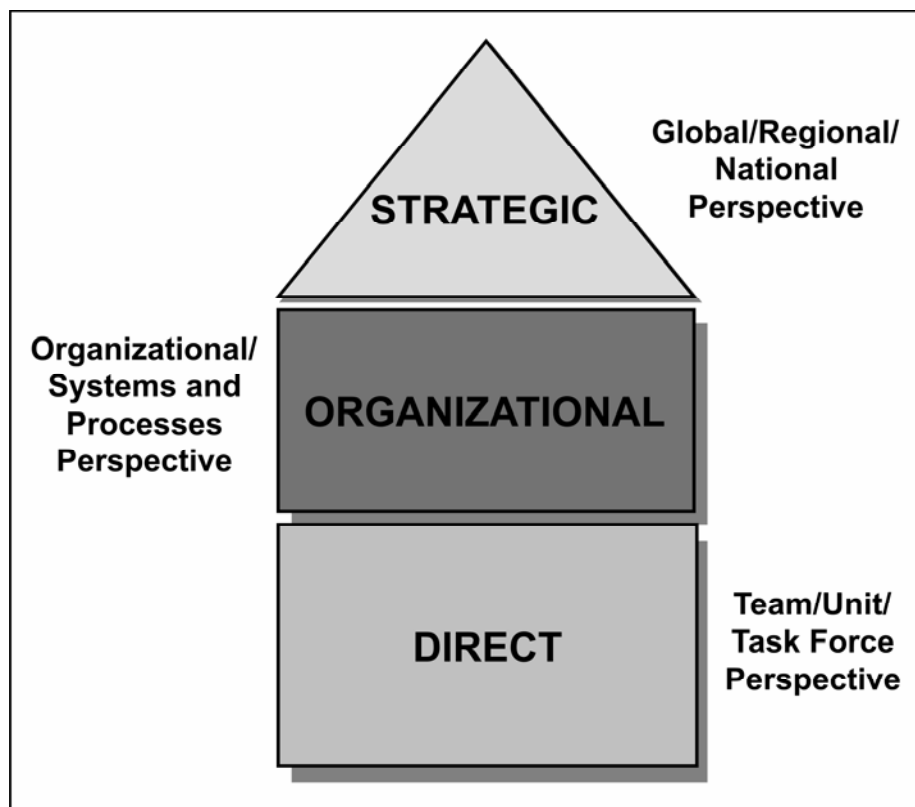 STRATEGIC
Global/Regional/
National
Perspective
Organizational/
Systems and
Processes
Perspective
ORGANIZATIONAL
DIRECT
Team/Unit/
Task Force
Perspective